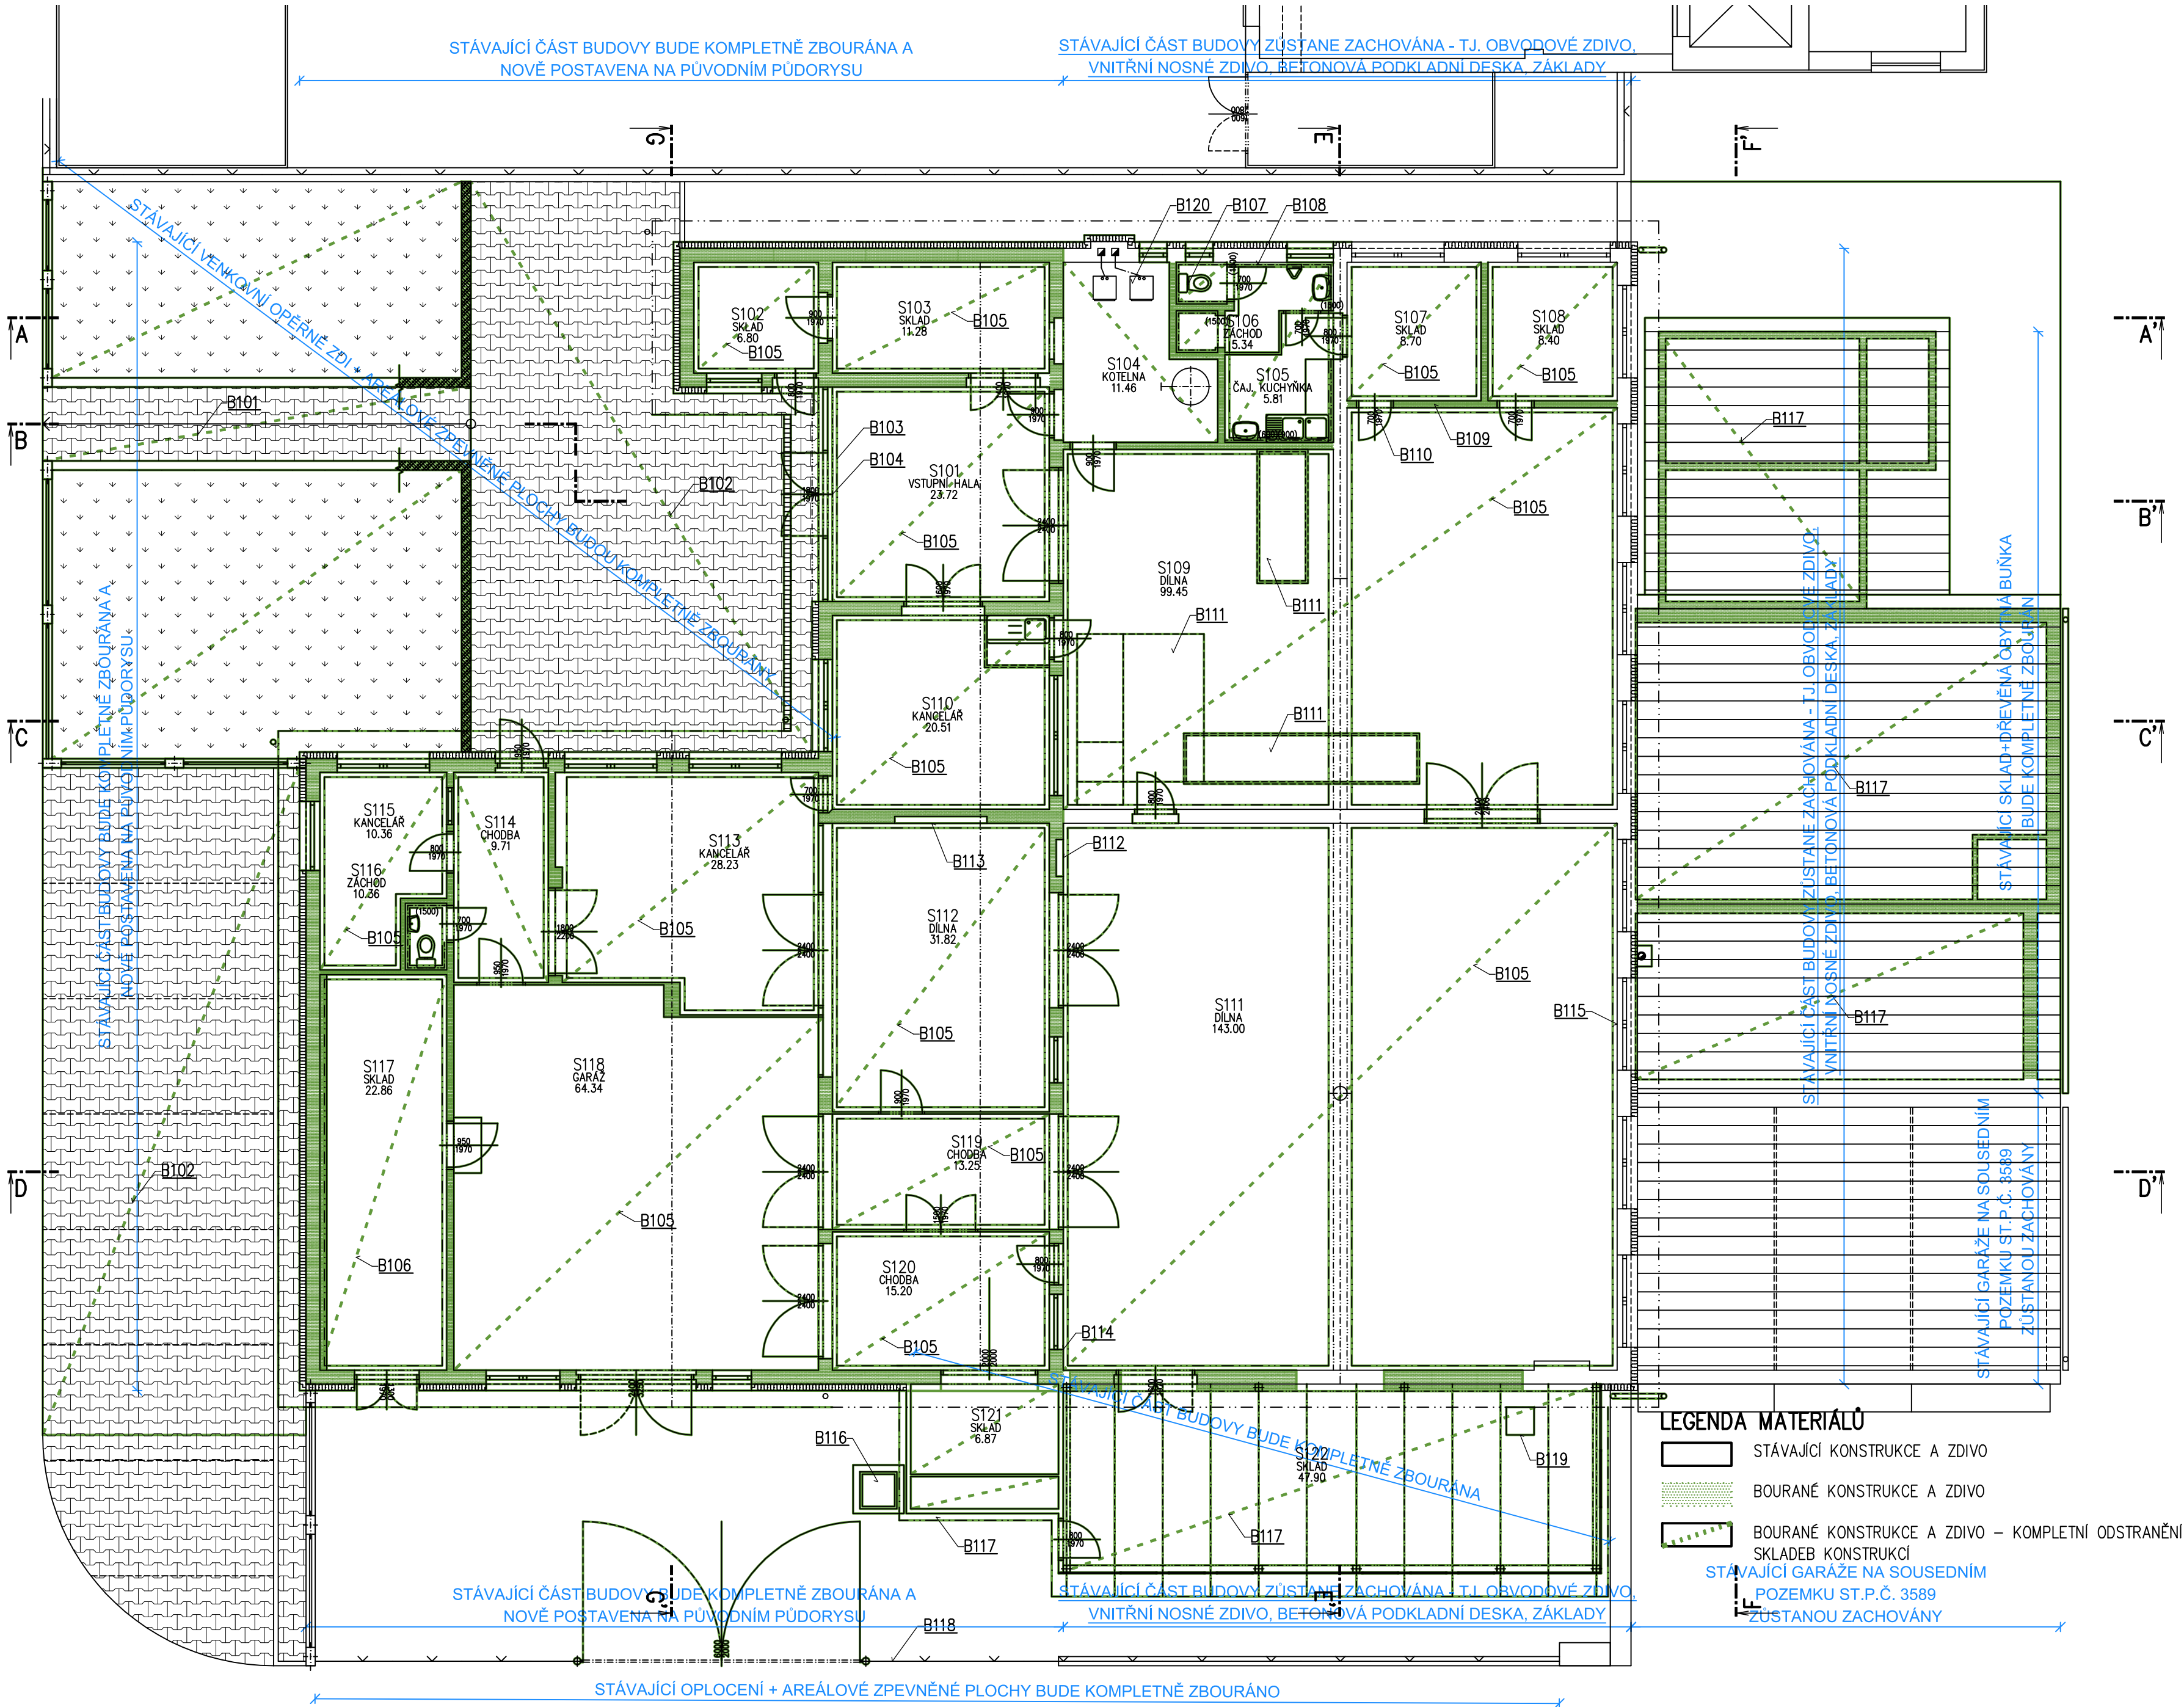 STÁVAJÍCÍ ČÁST BUDOVY BUDE KOMPLETNĚ ZBOURÁNA A
NOVĚ POSTAVENA NA PŮVODNÍM PŮDORYSU
STÁVAJÍCÍ ČÁST BUDOVY ZŮSTANE ZACHOVÁNA - TJ. OBVODOVÉ ZDIVO,
VNITŘNÍ NOSNÉ ZDIVO, BETONOVÁ PODKLADNÍ DESKA, ZÁKLADY
G
E
F'
STÁVAJÍCÍ VENKOVNÍ OPĚRNÉ ZDI + AREÁLOVÉ ZPEVNĚNÉ PLOCHY BUDOU KOMPLETNĚ ZBOURÁNY
B120
B107
B108
A
A'
S102
SKLAD
6.80
B105
800
1970
S103
SKLAD
11.28
B105
S104
KOTELNA
11.46
S106
ZÁCHOD
5.34
700
1970
(1500)
S105
ČAJ. KUCHYŇKA
5.81
S107
SKLAD
8.70
B105
S108
SKLAD
8.40
B105
B101
B
B'
B103
B104
B102
S101
VSTUPNÍ HALA
23.72
B105
B109
B110
B105
B117
S109
DÍLNA
99.45
B111
B111
B111
S110
KANCELÁŘ
20.51
B105
C
C'
STÁVAJÍCÍ ČÁST BUDOVY BUDE KOMPLETNĚ ZBOURÁNA A
NOVĚ POSTAVENA NA PŮVODNÍM PŮDORYSU
STÁVAJÍCÍ ČÁST BUDOVY ZŮSTANE ZACHOVÁNA - TJ. OBVODOVÉ ZDIVO,
VNITŘNÍ NOSNÉ ZDIVO, BETONOVÁ PODKLADNÍ DESKA, ZÁKLADY
STÁVAJÍCÍ SKLAD+DŘEVĚNÁ OBYTNÁ BUŇKA
BUDE KOMPLETNĚ ZBOURÁN
B117
S115
KANCELÁŘ
10.36
S116
ZÁCHOD
10.36
B105
S114
CHODBA
9.71
S113
KANCELÁŘ
28.23
B105
B113
B112
S112
DÍLNA
31.82
B105
S111
DÍLNA
143.00
B105
B115
B117
S117
SKLAD
22.86
B106
S118
GARÁŽ
64.34
B105
950
1970
2400
2400
S119
CHODBA
13.25
B105
S120
CHODBA
15.20
B105
B114
D
D'
B102
STÁVAJÍCÍ GARÁŽE NA SOUSEDNÍM
POZEMKU ST.P.Č. 3589
ZŮSTANOU ZACHOVÁNY
STÁVAJÍCÍ ČÁST BUDOVY BUDE KOMPLETNĚ ZBOURÁNA
S121
SKLAD
6.87
B116
B117
S122
SKLAD
47.90
B117
B119
800
1970
LEGENDA MATERIÁLŮ
STÁVAJÍCÍ KONSTRUKCE A ZDIVO
BOURANÉ KONSTRUKCE A ZDIVO
BOURANÉ KONSTRUKCE A ZDIVO – KOMPLETNÍ ODSTRANĚNÍ
SKLADEB KONSTRUKCÍ
STÁVAJÍCÍ GARÁŽE NA SOUSEDNÍM
POZEMKU ST.P.Č. 3589
ZŮSTANOU ZACHOVÁNY
STÁVAJÍCÍ ČÁST BUDOVY BUDE KOMPLETNĚ ZBOURÁNA A
NOVĚ POSTAVENA NA PŮVODNÍM PŮDORYSU
STÁVAJÍCÍ ČÁST BUDOVY ZŮSTANE ZACHOVÁNA - TJ. OBVODOVÉ ZDIVO,
VNITŘNÍ NOSNÉ ZDIVO, BETONOVÁ PODKLADNÍ DESKA, ZÁKLADY
G'
E'
F
B118
STÁVAJÍCÍ OPLOCENÍ + AREÁLOVÉ ZPEVNĚNÉ PLOCHY BUDE KOMPLETNĚ ZBOURÁNO